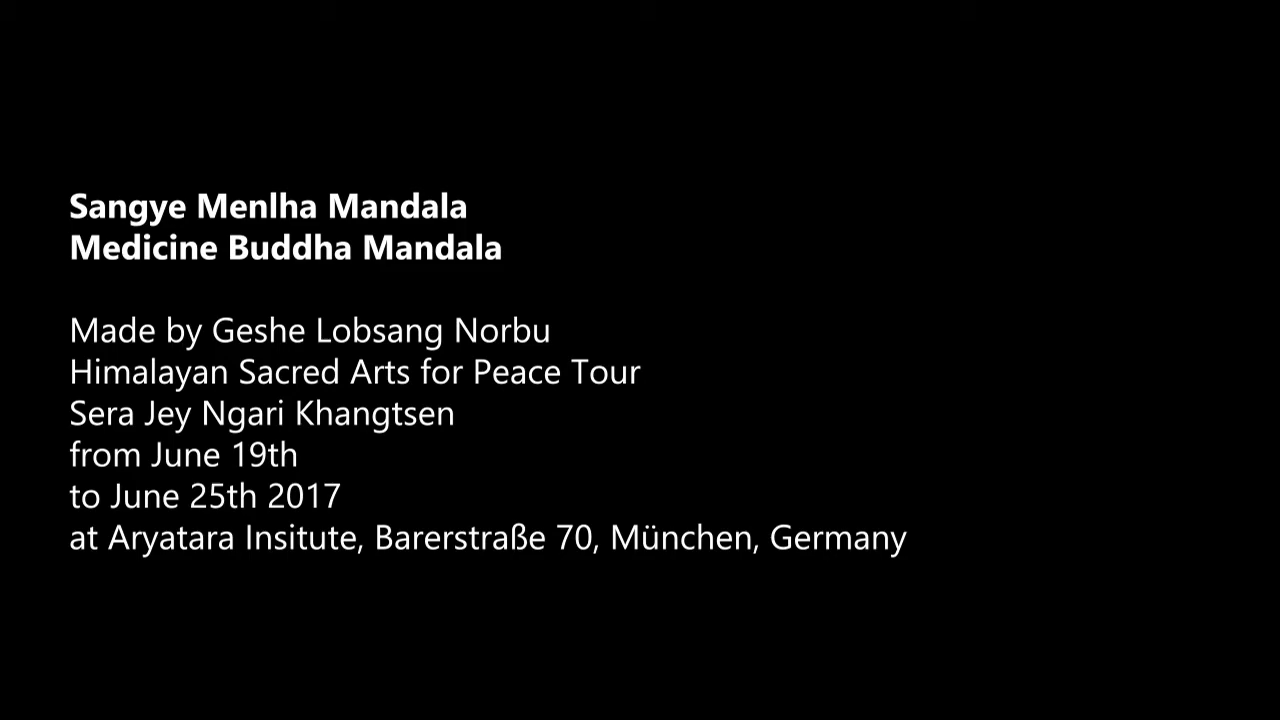 Sangye Menlha Mandala
Medicine Buddha Mandala
Made by Geshe Lobsang Norbu
Himalayan Sacred Arts for Peace Tour
Sera Jey Ngari Khangtsen
from June 19th
to June 25th 2017
at Aryatara Insitute, Barerstraße 70, München, Germany